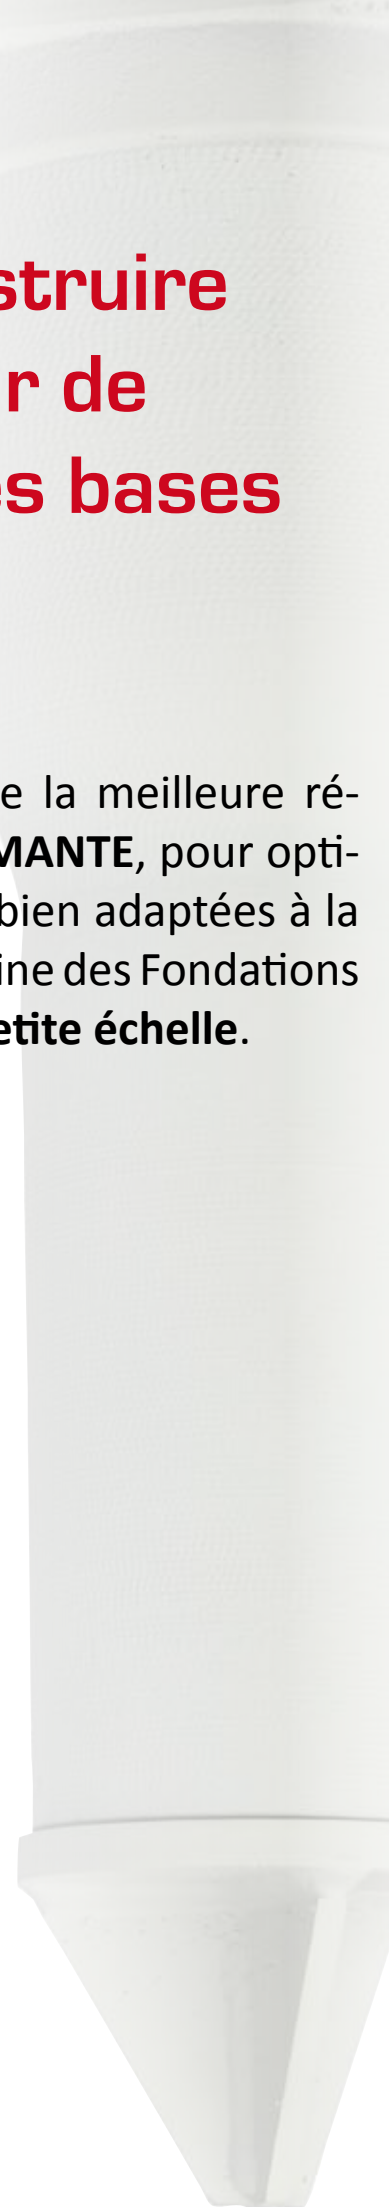 struire
r de
es bases
e la meilleure ré-
MANTE, pour opti-
bien adaptées à la
ine des Fondations
etite échelle.